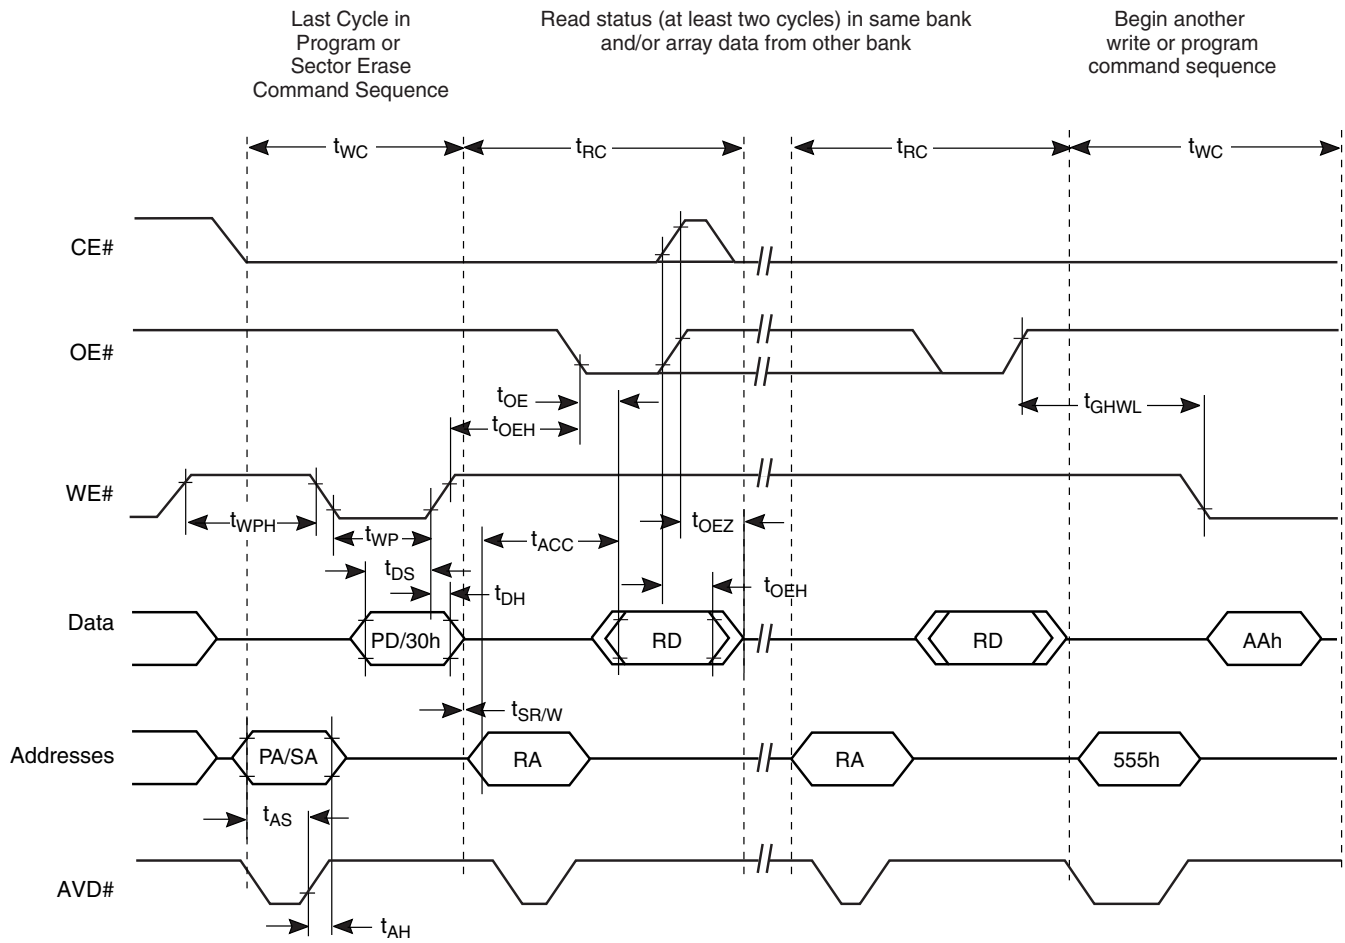 Last Cycle in
Program or
Sector Erase
Command Sequence
Read status (at least two cycles) in same bank
and/or array data from other bank
Begin another
write or program
command sequence
tWC
tRC
tRC
tWC
CE#
OE#
tOE
tOEH
tGHWL
WE#
tWPH
tWP
tOEZ
tACC
tDS
tDH
tOEH
Data
PD/30h
RD
RD
AAh
tSR/W
Addresses
PA/SA
RA
RA
555h
tAS
AVD#
tAH